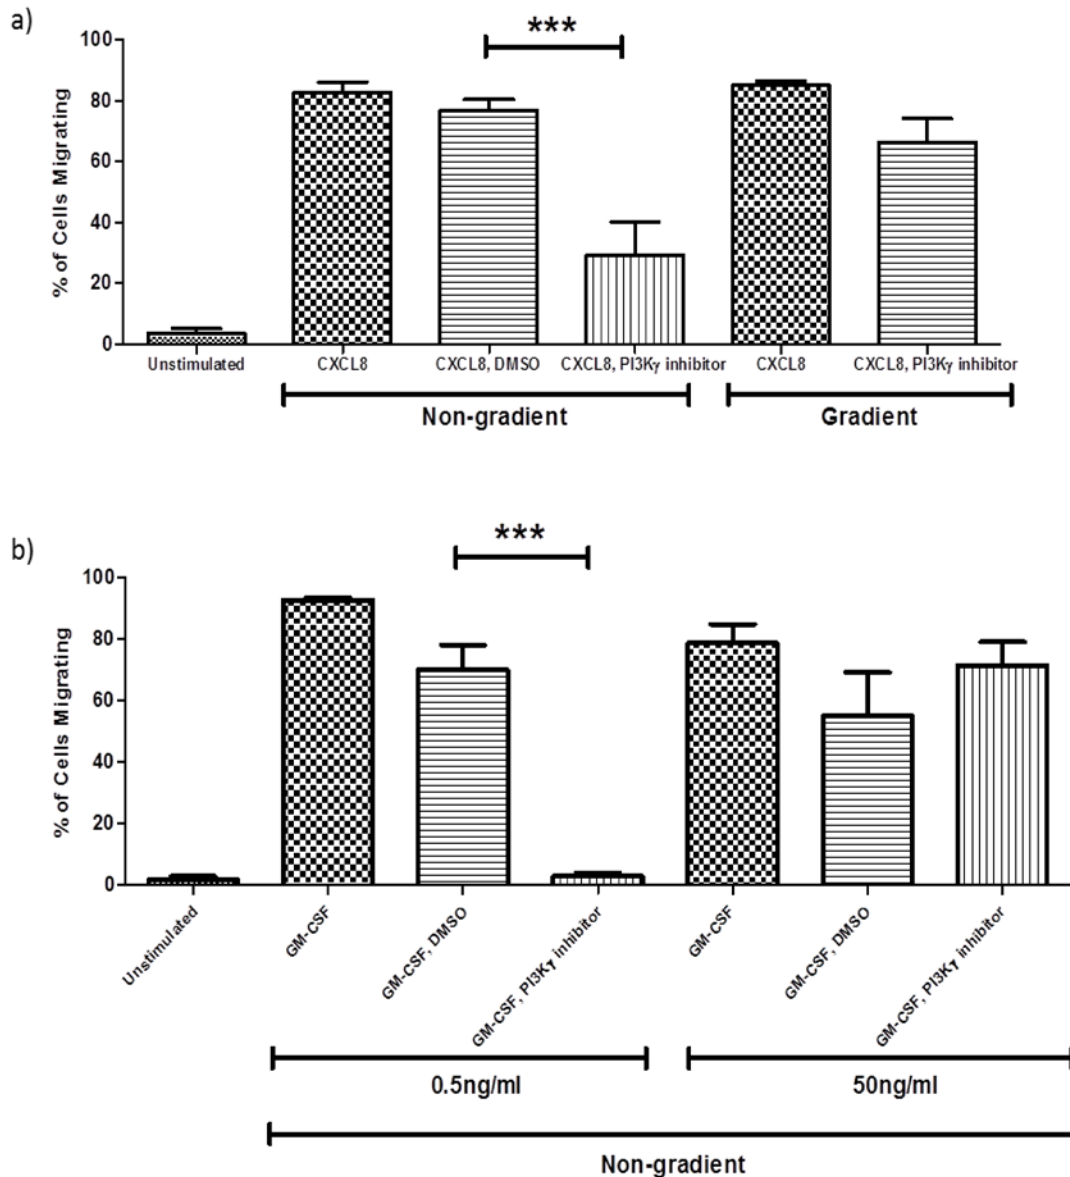 a)
***
100
80
60
40
20
0
% of Cells Migrating
Unstimulated
CXCL8
CXCL8, DMSO
CXCL8, PI3Kγ inhibitor
CXCL8
CXCL8, PI3Kγ inhibitor
Non-gradient
Gradient
b)
***
100
80
60
40
20
0
% of Cells Migrating
Unstimulated
GM-CSF
GM-CSF, DMSO
GM-CSF, PI3Kγ inhibitor
GM-CSF
GM-CSF, DMSO
GM-CSF, PI3Kγ inhibitor
0.5ng/ml
50ng/ml
Non-gradient